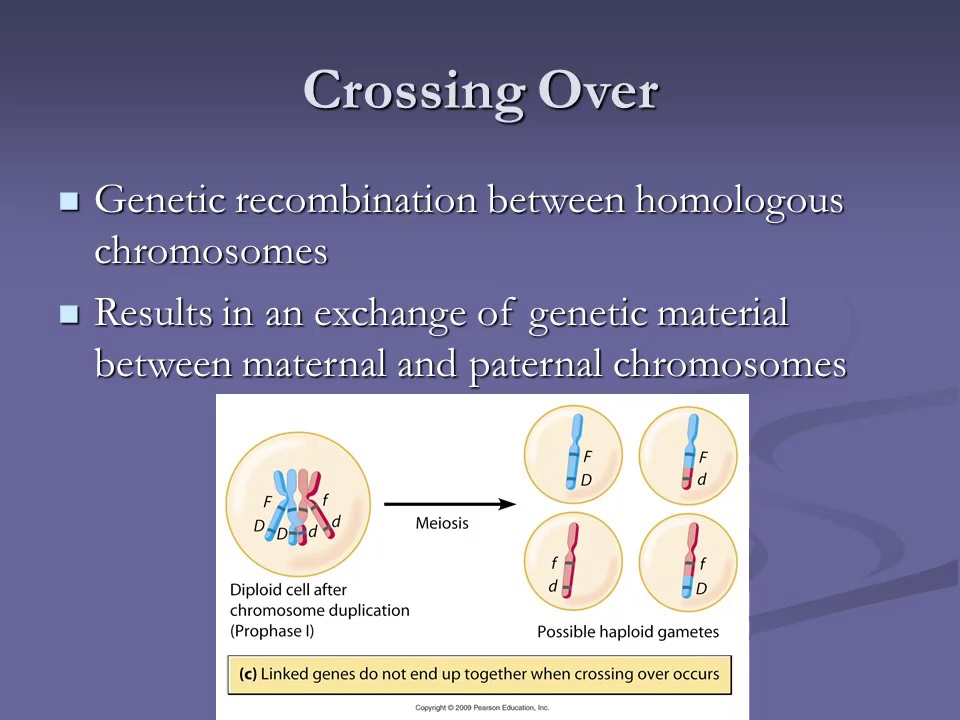 Crossing Over
Genetic recombination between homologous
chromosomes
Results in an exchange of genetic material
between maternal and paternal chromosomes
F
f
D
D
d
d
Meiosis
F
D
F
d
f
d
f
D
Diploid cell after
chromosome duplication
(Prophase I)
Possible haploid gametes
(c) Linked genes do not end up together when crossing over occurs
Copyright © 2009 Pearson Education, Inc.